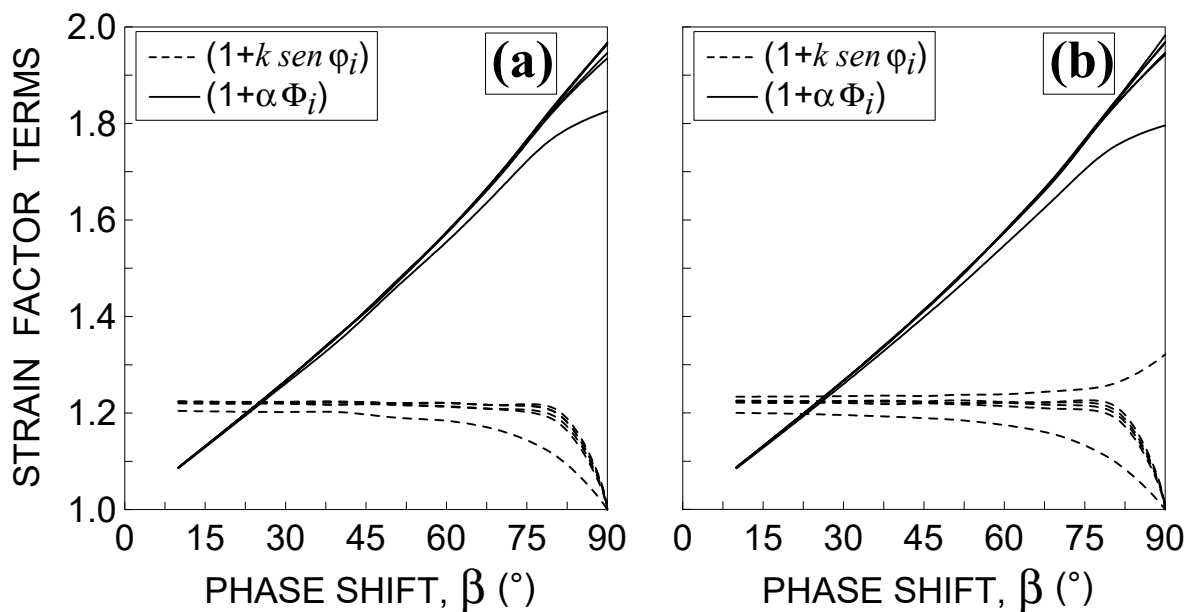 STRAIN FACTOR TERMS
2.0
1.8
1.6
1.4
1.2
1.0
(1+k sen φi)
(1+α Φi)
(a)
0 15 30 45 60 75 90
PHASE SHIFT, β (°)
(1+k sen φi)
(1+α Φi)
(b)
0 15 30 45 60 75 90
PHASE SHIFT, β (°)